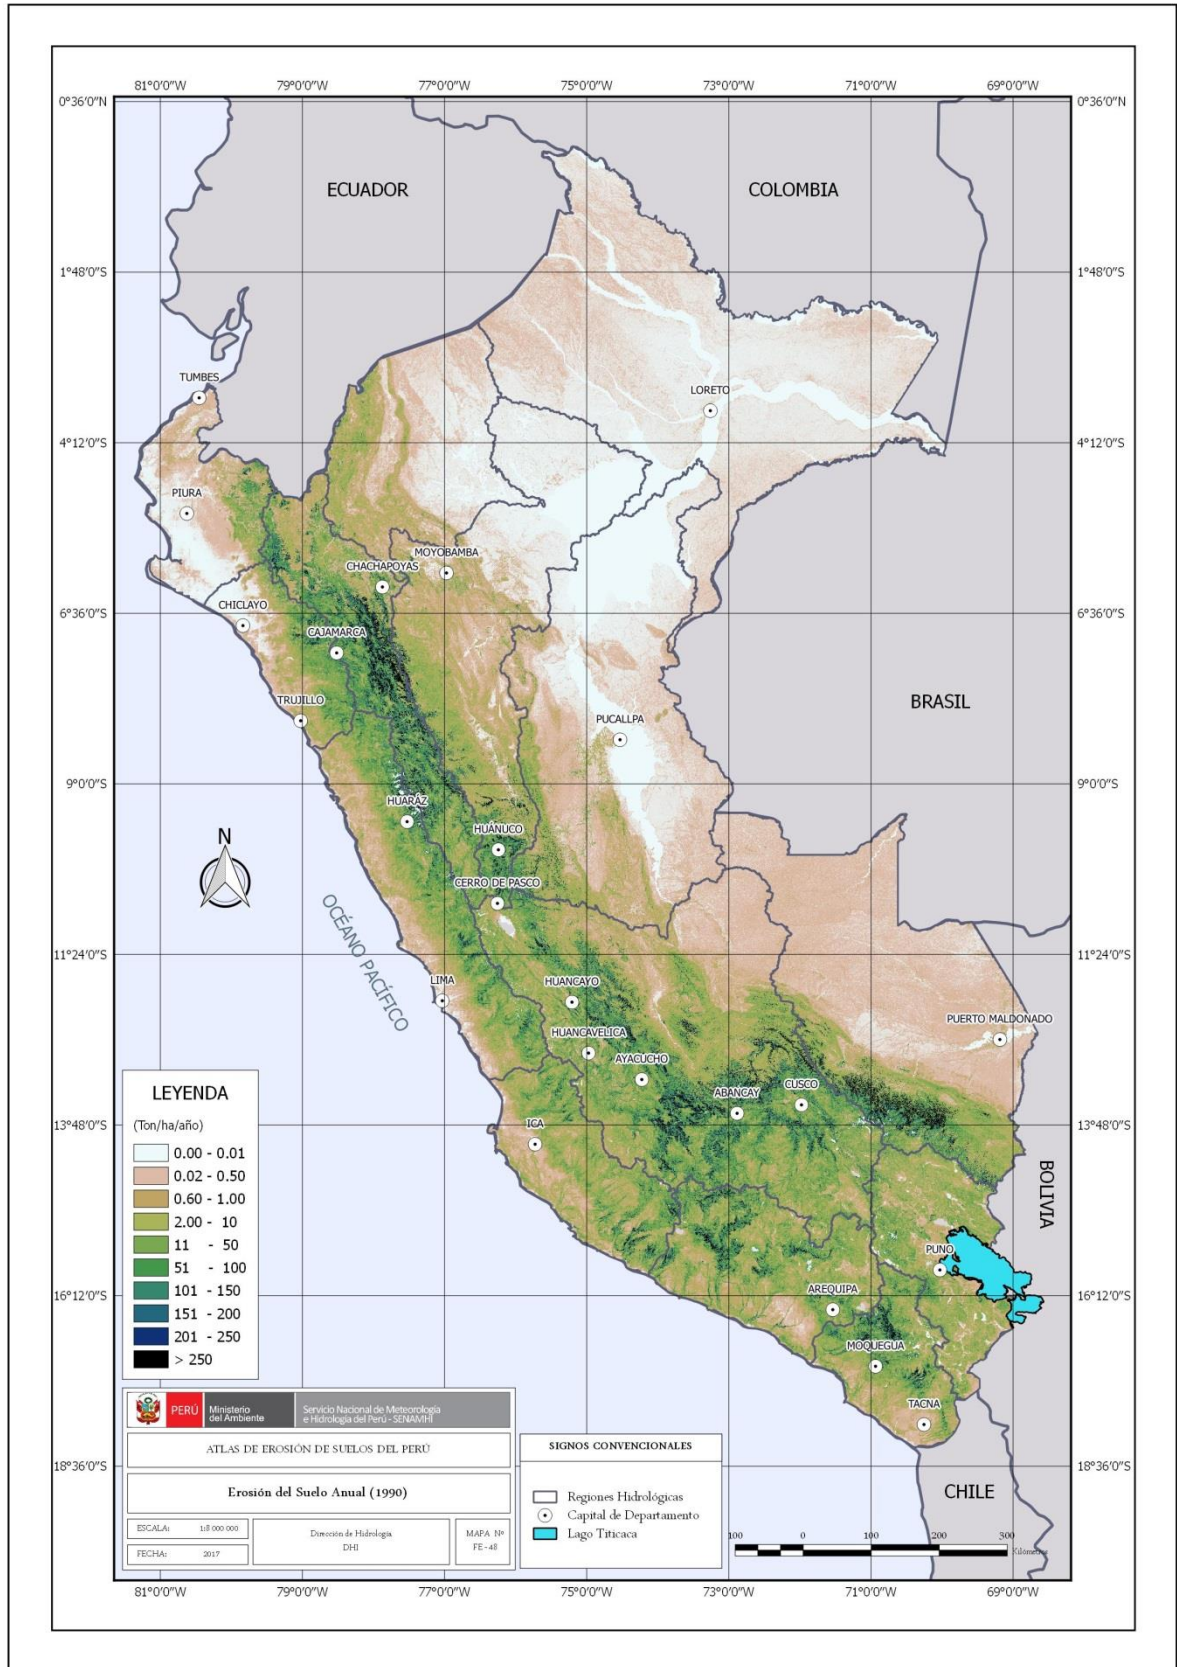 81°0'0"W 79°0'0"W 77°0'0"W 75°0'0"W 73°0'0"W 71°0'0"W 69°0'0"W
0°36'0"N 0°36'0"N
ECUADOR COLOMBIA
1°48'0"S 1°48'0"S
TUMBES
LORETO
4°12'0"S 4°12'0"S
PIURA
MOYOBAMBA
CHACHAPOYAS
6°36'0"S 6°36'0"S
CHICLAYO
CAJAMARCA
TRUJILLO
BRASIL
PUCALLPA
9°0'0"S 9°0'0"S
HUARÁZ
N
HUÁNUCO
CERRO DE PASCO
OCÉANO PACÍFICO
11°24'0"S 11°24'0"S
LIMA
HUANCAYO
PUERTO MALDONADO
HUANCAVELICA
AYACUCHO
ABANCAY
CUSCO
13°48'0"S 13°48'0"S
ICA
BOLIVIA
PUNO
AREQUIPA
16°12'0"S 16°12'0"S
MOQUEGUA
TACNA
18°36'0"S 18°36'0"S
CHILE
LEYENDA
(Ton/ha/año)
0.00 - 0.01
0.02 - 0.50
0.60 - 1.00
2.00 - 10
11 - 50
51 - 100
101 - 150
151 - 200
201 - 250
> 250
PERÚ
Ministerio
del Ambiente
Servicio Nacional de Meteorología
e Hidrología del Perú - SENAMHI
ATLAS DE EROSIÓN DE SUELOS DEL PERÚ
Erosión del Suelo Anual (1990)
ESCALA: 1:8 000 000
FECHA: 2017
Dirección de Hidrología
DHI
MAPA Nº
FE - 48
SIGNOS CONVENCIONALES
Regiones Hidrológicas
Capital de Departamento
Lago Titicaca
100 0 100 200 300
Kilómetros
81°0'0"W 79°0'0"W 77°0'0"W 75°0'0"W 73°0'0"W 71°0'0"W 69°0'0"W